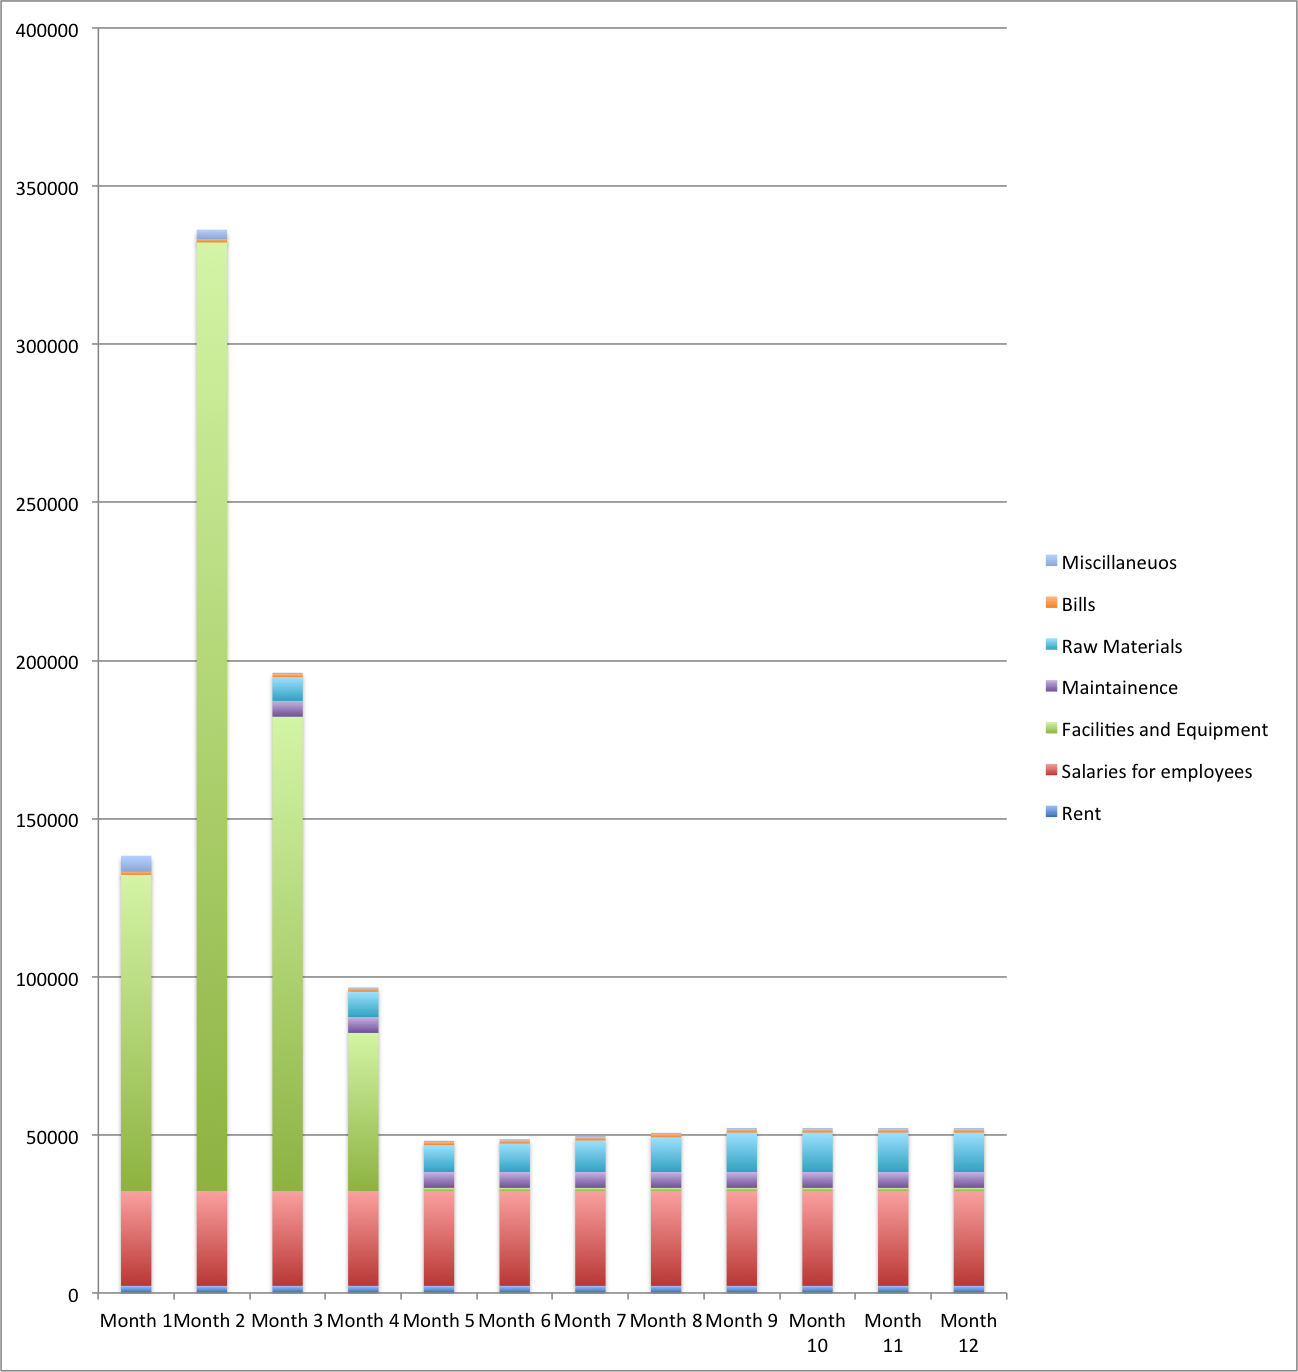 400000
350000
300000
250000
200000
150000
100000
50000
0
Month 1 Month 2 Month 3 Month 4 Month 5 Month 6 Month 7 Month 8 Month 9 Month 10 Month 11 Month 12
Miscillaneuos
Bills
Raw Materials
Maintainence
Facilities and Equipment
Salaries for employees
Rent